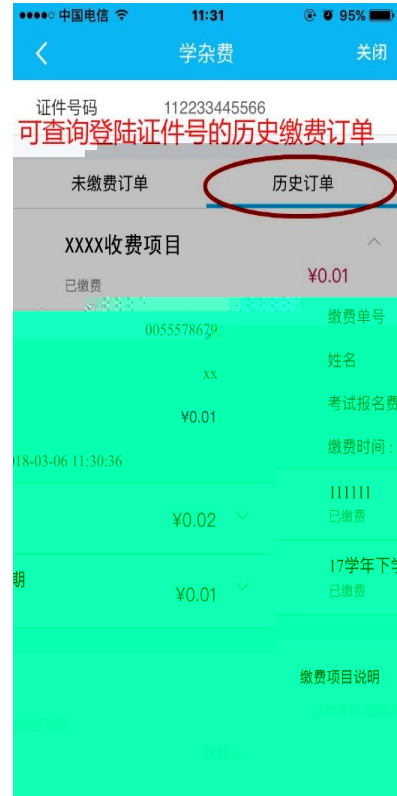 中国电信 11:31 95%
学杂费 关闭
证件号码 112233445566
可查询登陆证件号的历史缴费订单
未缴费订单 历史订单
XXXX收费项目
已缴费 ¥0.01
0055578679 缴费单号
xx 姓名
¥0.01 考试报名费
018-03-06 11:30:36 缴费时间 :
111111
¥0.02 已缴费
期 17学年下学
¥0.01 已缴费
缴费项目说明
收起